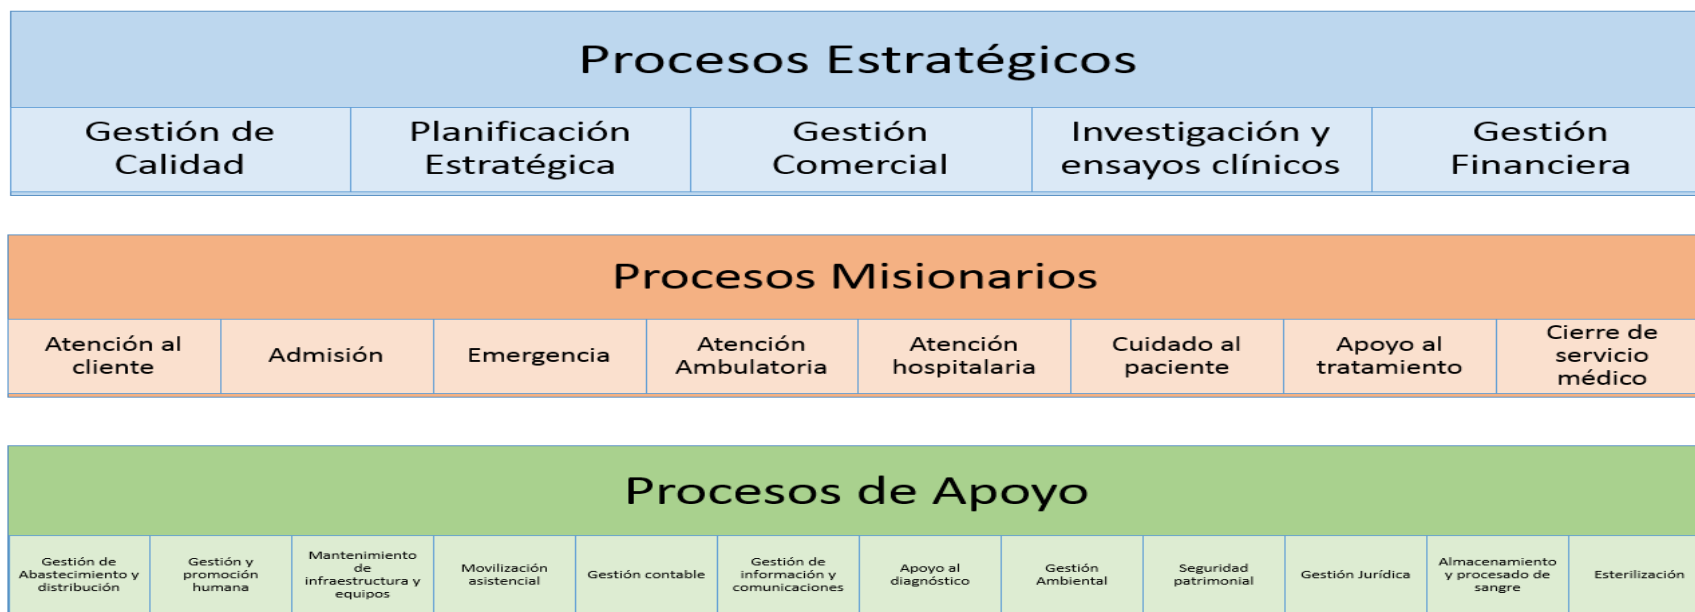 Procesos Estratégicos
Gestión de
Calidad
Planificación
Estratégica
Gestión
Comercial
Investigación y
ensayos clínicos
Gestión
Financiera
Procesos Misionarios
Atención al
cliente
Admisión
Emergencia
Atención
Ambulatoria
Atención
hospitalaria
Cuidado al
paciente
Apoyo al
tratamiento
Cierre de
servicio
médico
Procesos de Apoyo
Gestión de
Abastecimiento y
distribución
Gestión y
promoción
humana
Mantenimiento
de
infraestructura y
equipos
Movilización
asistencial
Gestión contable
Gestión de
información y
comunicaciones
Apoyo al
diagnóstico
Gestión
Ambiental
Seguridad
patrimonial
Gestión Jurídica
Almacenamiento
y procesado de
sangre
Esterilización